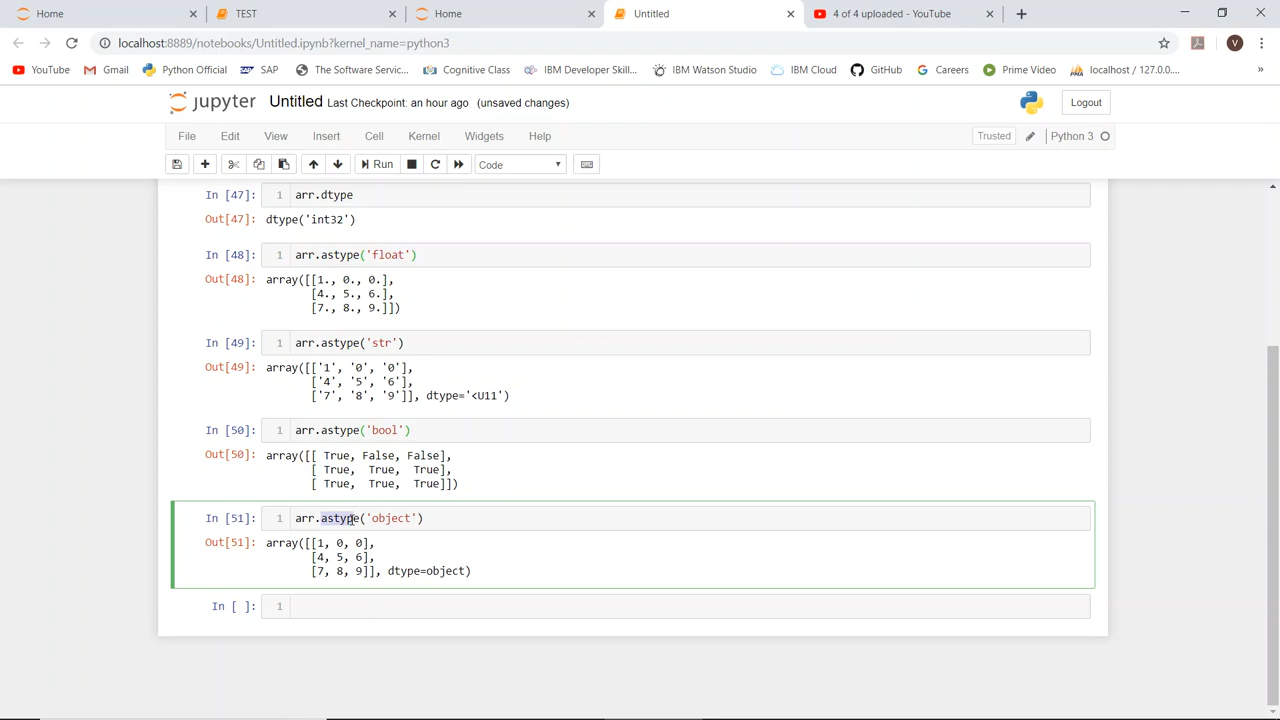 Home
TEST
Home
Untitled
4 of 4 uploaded - YouTube
localhost:8889/notebooks/Untitled.ipynb?kernel_name=python3
V
YouTube
Gmail
Python Official
SAP
The Software Servic...
Cognitive Class
IBM Developer Skill...
IBM Watson Studio
IBM Cloud
GitHub
Careers
Prime Video
localhost / 127.0.0....
»
jupyter Untitled Last Checkpoint: an hour ago (unsaved changes)
Logout
File Edit View Insert Cell Kernel Widgets Help
Trusted
Python 3
Run
Code
In [47]: 1 arr.dtype
Out[47]: dtype('int32')
In [48]: 1 arr.astype('float')
Out[48]: array([[1., 0., 0.],
[4., 5., 6.],
[7., 8., 9.]])
In [49]: 1 arr.astype('str')
Out[49]: array([['1', '0', '0'],
['4', '5', '6'],
['7', '8', '9']], dtype='<U11')
In [50]: 1 arr.astype('bool')
Out[50]: array([[ True, False, False],
[ True, True, True],
[ True, True, True]])
In [51]: 1 arr.astype('object')
Out[51]: array([[1, 0, 0],
[4, 5, 6],
[7, 8, 9]], dtype=object)
In [ ]: 1